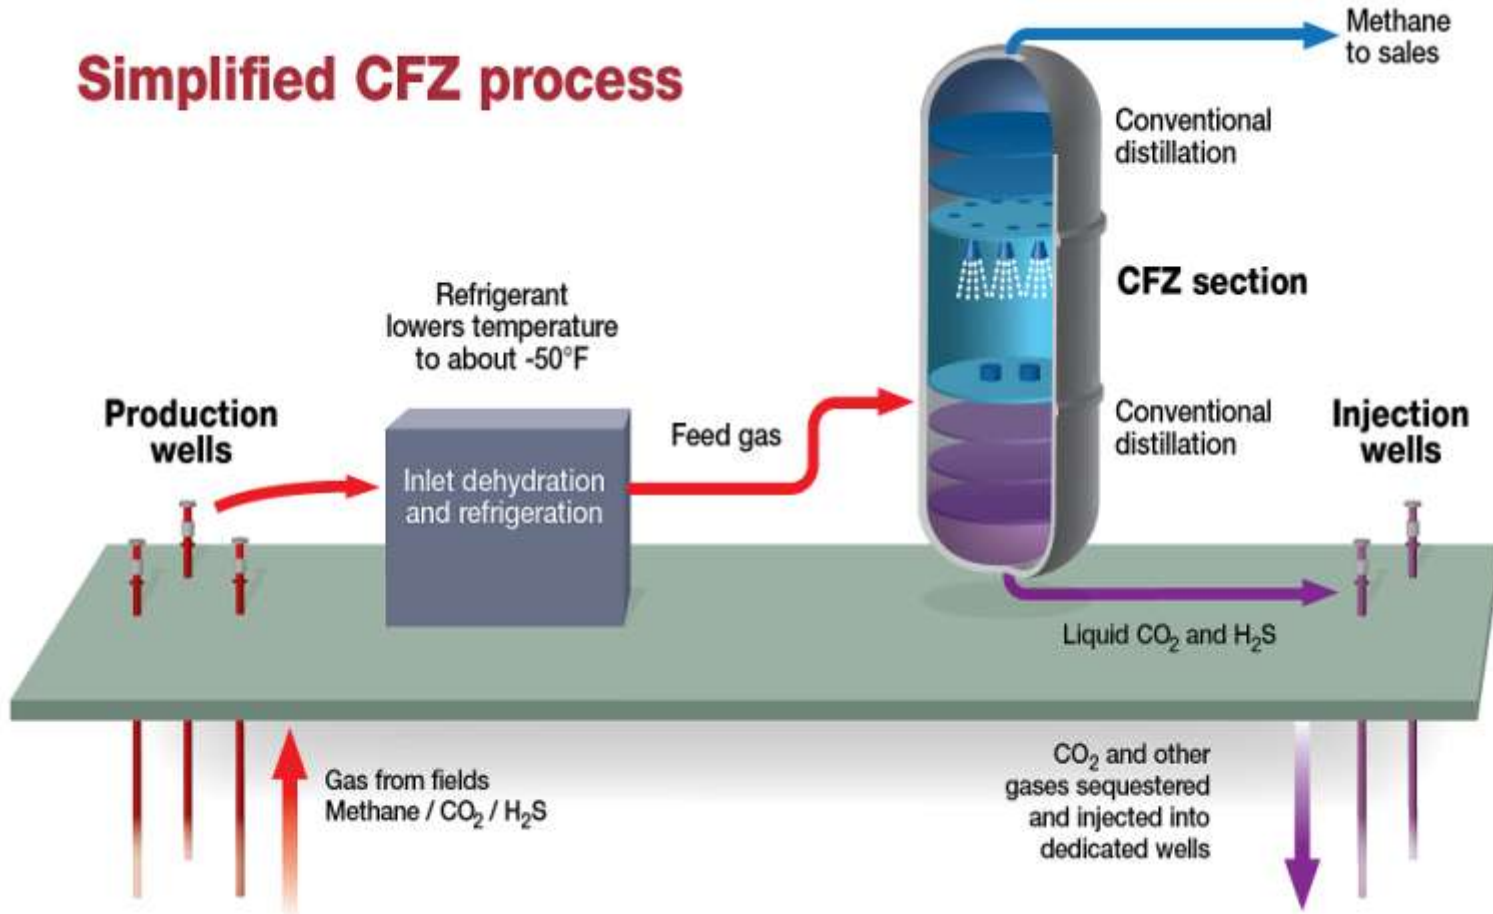 Simplified CFZ process
Methane
to sales
Conventional
distillation
CFZ section
Refrigerant
lowers temperature
to about -50°F
Production
wells
Feed gas
Conventional
distillation
Injection
wells
Inlet dehydration
and refrigeration
Liquid CO₂ and H₂S
Gas from fields
Methane / CO₂ / H₂S
CO₂ and other
gases sequestered
and injected into
dedicated wells